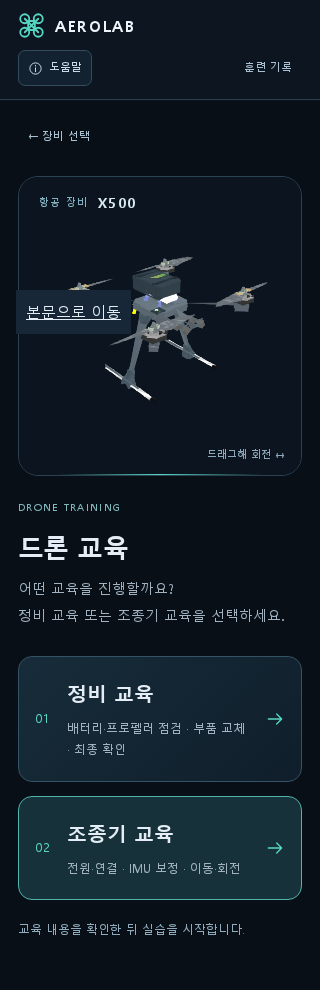 AEROLAB
도움말
훈련 기록
← 장비 선택
항공 장비 X500
본문으로 이동
드래그해 회전 ↔
DRONE TRAINING
드론 교육
어떤 교육을 진행할까요?
정비 교육 또는 조종기 교육을 선택하세요.
01
정비 교육
배터리·프로펠러 점검 · 부품 교체
· 최종 확인
→
02
조종기 교육
전원·연결 · IMU 보정 · 이동·회전
→
교육 내용을 확인한 뒤 실습을 시작합니다.